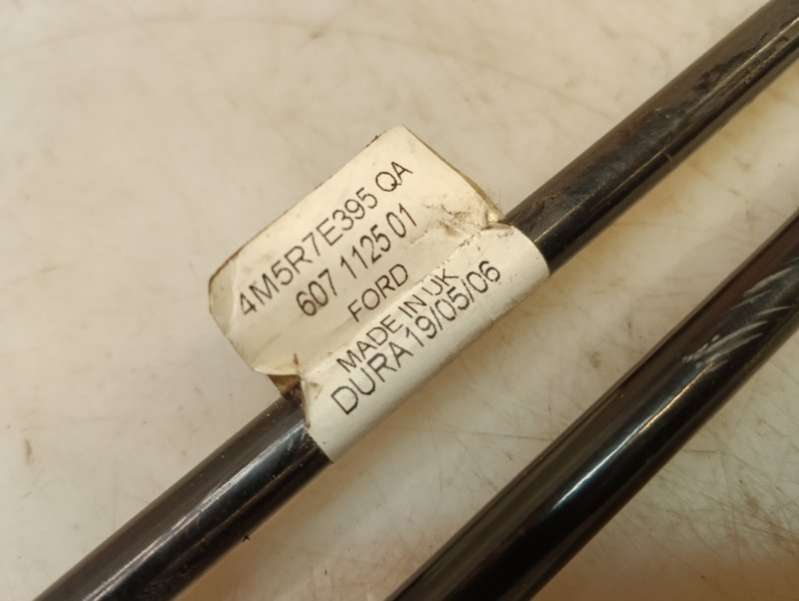 4M5R7E395 QA
607 1125 01
FORD
MADE IN UK
DURA 19/05/06